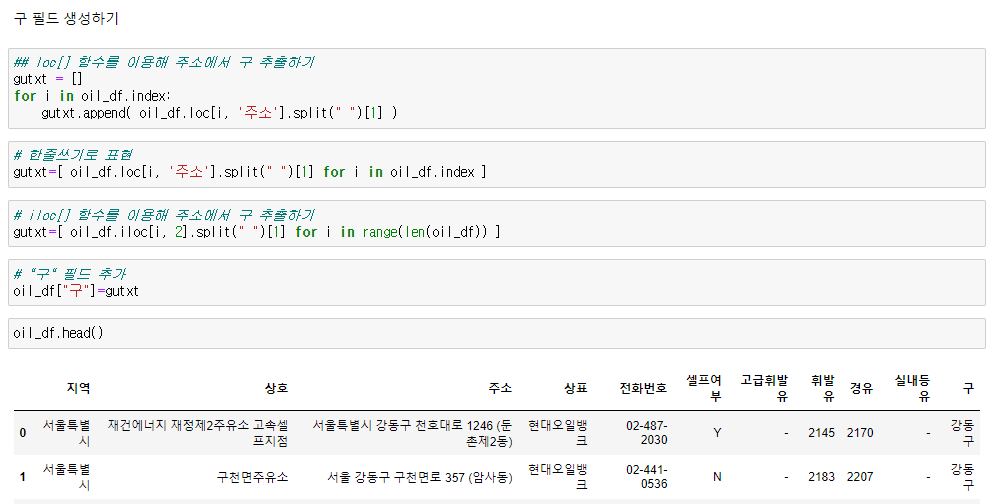 구 필드 생성하기
## loc[] 함수를 이용해 주소에서 구 추출하기
gutxt = []
for i in oil_df.index:
    gutxt.append( oil_df.loc[i, '주소'].split(" ")[1] )
# 한줄쓰기로 표현
gutxt=[ oil_df.loc[i, '주소'].split(" ")[1] for i in oil_df.index ]
# iloc[] 함수를 이용해 주소에서 구 추출하기
gutxt=[ oil_df.iloc[i, 2].split(" ")[1] for i in range(len(oil_df)) ]
# "구" 필드 추가
oil_df["구"]=gutxt
oil_df.head()
지역 상호 주소 상표 전화번호 셀프여
부 고급휘발
유 휘발
유 경유 실내등
유 구
0 서울특별
시 재건에너지 재정제2주유소 고속셀
프지점 서울특별시 강동구 천호대로 1246 (둔
촌제2동) 현대오일뱅
크 02-487-
2030 Y - 2145 2170 - 강동
구
1 서울특별
시 구천면주유소 서울 강동구 구천면로 357 (암사동) 현대오일뱅
크 02-441-
0536 N - 2183 2207 - 강동
구